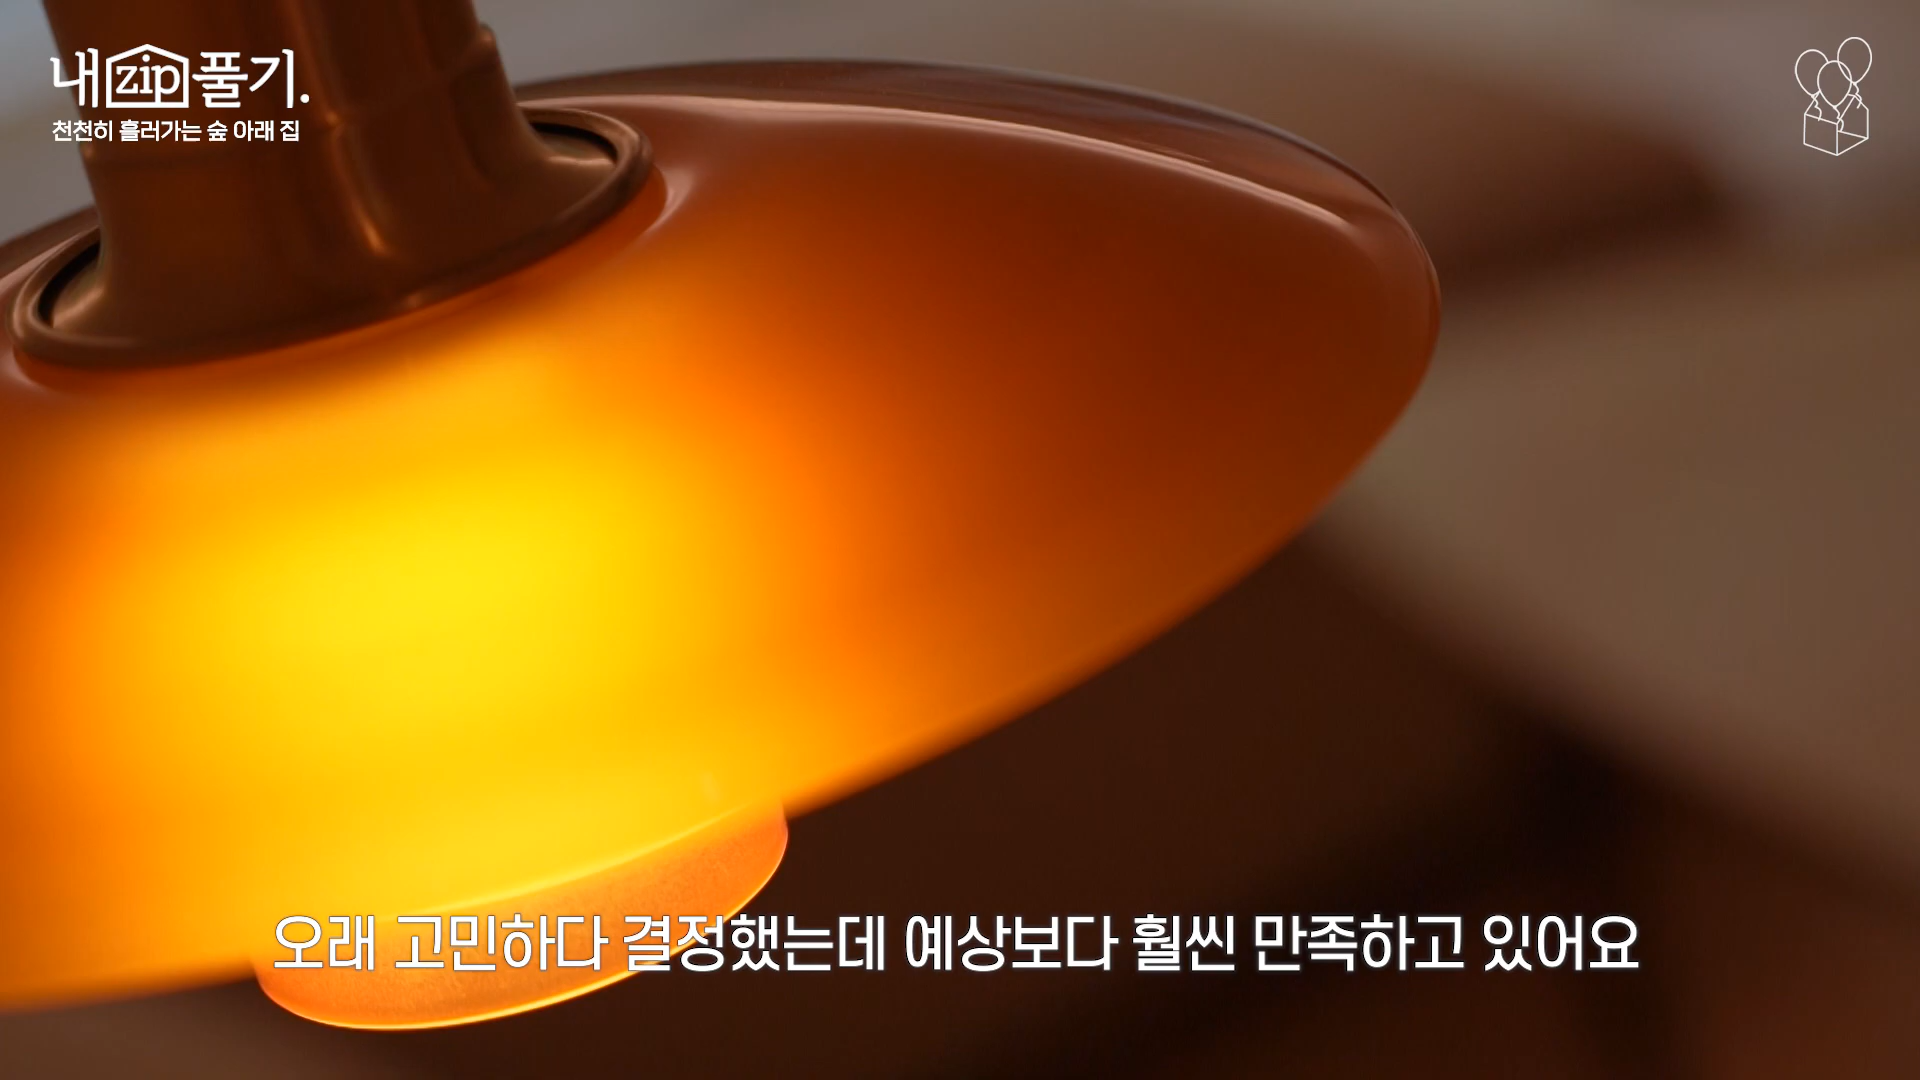 내zip풀기.
천천히 흘러가는 숲 아래 집
오래 고민하다 결정했는데 예상보다 훨씬 만족하고 있어요